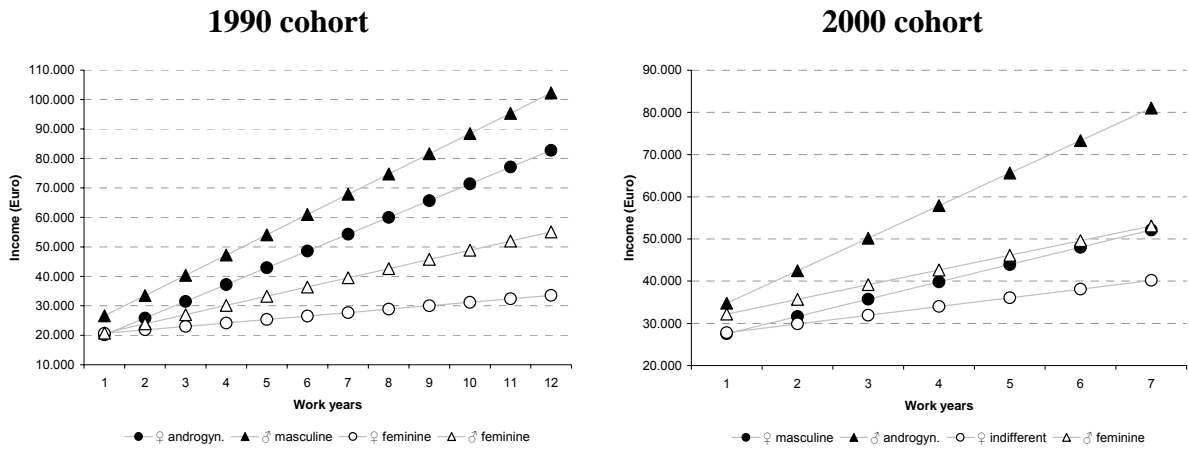 1990 cohort
110.000
100.000
90.000
80.000
70.000
60.000
50.000
40.000
30.000
20.000
10.000
Income (Euro)
1 2 3 4 5 6 7 8 9 10 11 12
Work years
♀ androgyn. ♂ masculine ♀ feminine ♂ feminine
2000 cohort
90.000
80.000
70.000
60.000
50.000
40.000
30.000
20.000
Income (Euro)
1 2 3 4 5 6 7
Work years
♀ masculine ♂ androgyn. ♀ indifferent ♂ feminine